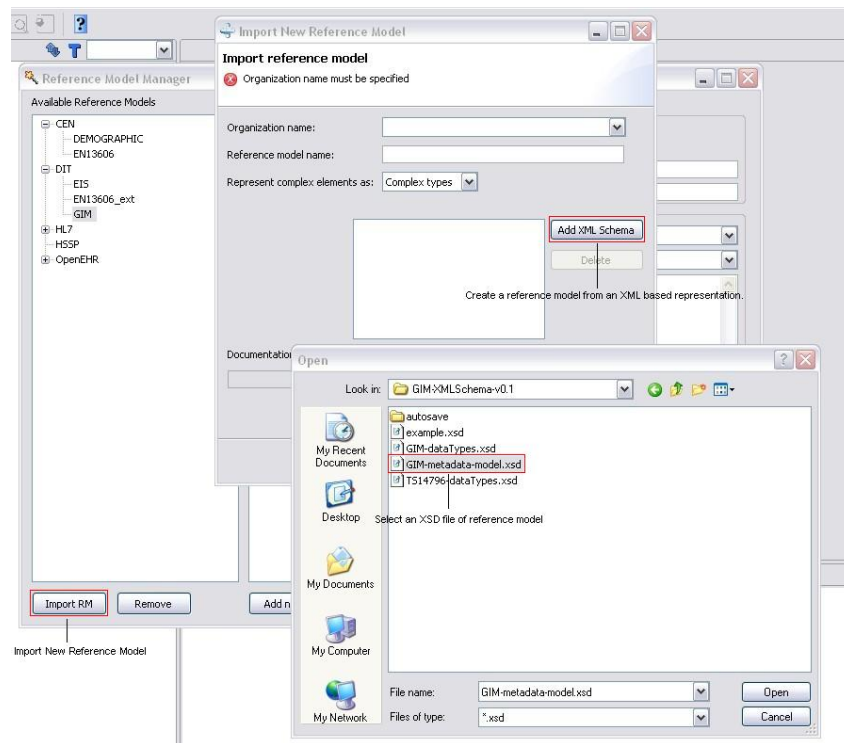 Import New Reference Model
Import reference model
Organization name must be specified
Reference Model Manager
Available Reference Models
CEN
DEMOGRAPHIC
EN13606
DIT
EIS
EN13606_ext
GIM
HL7
HSSP
OpenEHR
Organization name:
Reference model name:
Represent complex elements as: Complex types
Add XML Schema
Delete
Create a reference model from an XML based representation.
Documentation
Open
Look in: GIM-XMLSchema-v0.1
autosave
example.xsd
GIM-dataTypes.xsd
GIM-metadata-model.xsd
TS14796-dataTypes.xsd
Select an XSD file of reference model
My Recent Documents
Desktop
My Documents
My Computer
My Network
File name: GIM-metadata-model.xsd Open
Files of type: *.xsd Cancel
Import RM Remove Add n
Import New Reference Model